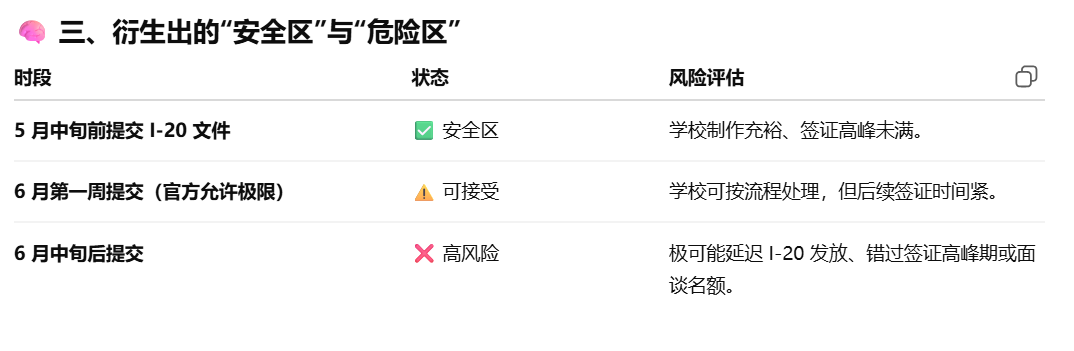 🧠 三、衍生出的“安全区”与“危险区”
时段 状态 风险评估
5 月中旬前提交 I-20 文件 ✅ 安全区 学校制作充裕、签证高峰未满。
6 月第一周提交（官方允许极限） ⚠️ 可接受 学校可按流程处理，但后续签证时间紧。
6 月中旬后提交 ❌ 高风险 极可能延迟 I-20 发放、错过签证高峰期或面
谈名额。